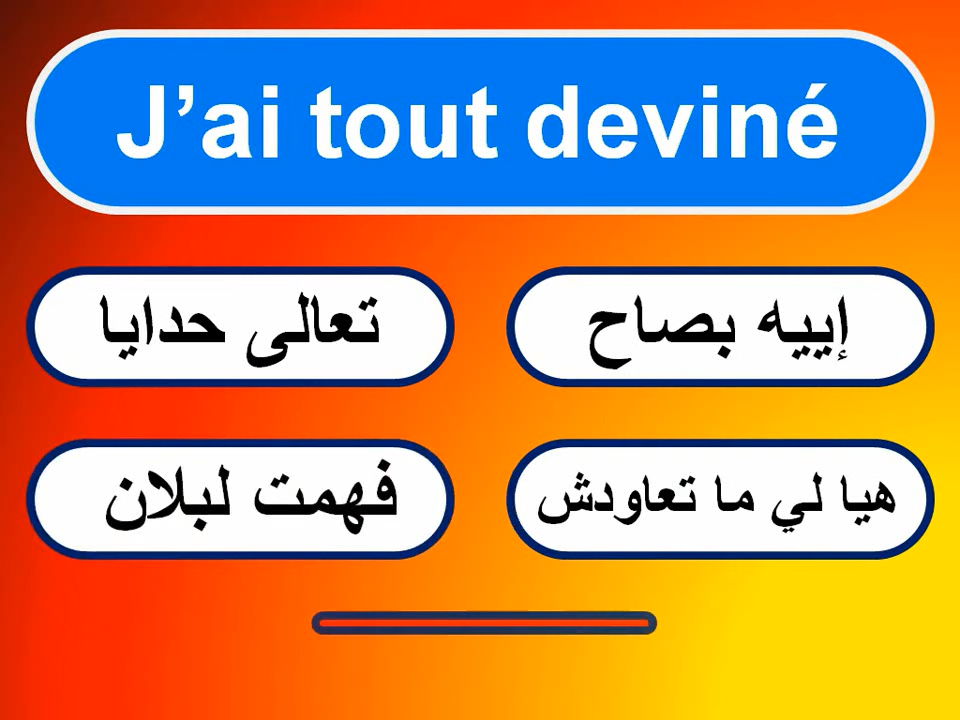 J’ai tout deviné
تعالى حدايا
إييه بصاح
فهمت لبلان
هيا لي ما تعاودش